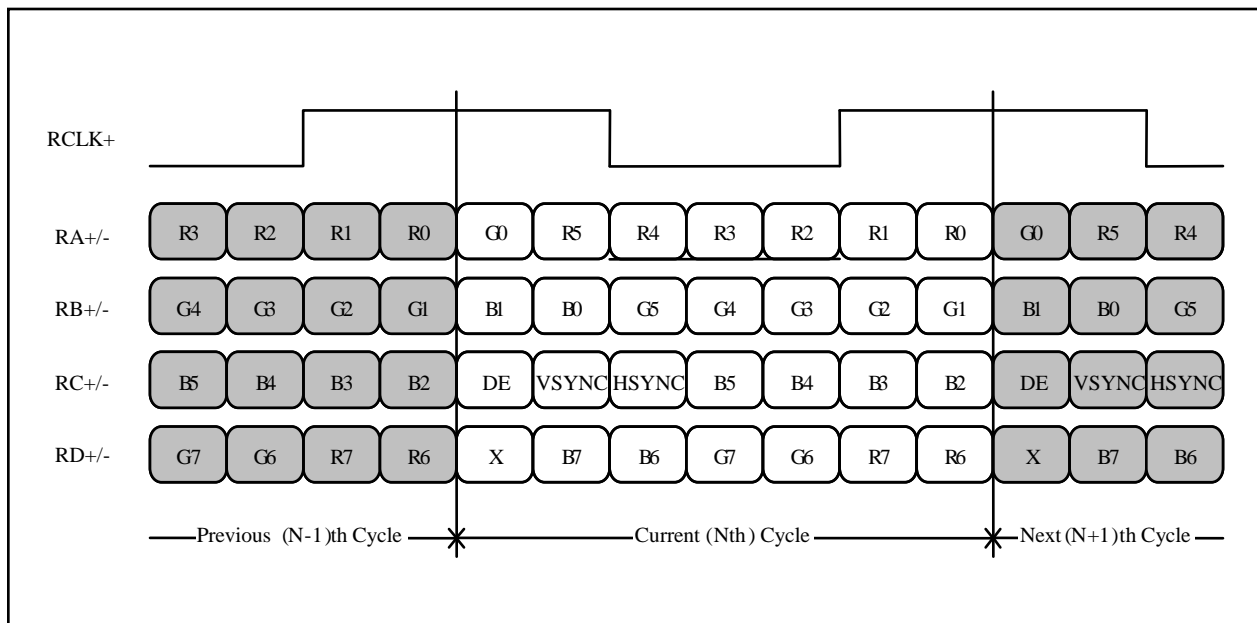 RCLK+
RA+/- R3 R2 R1 R0 G0 R5 R4 R3 R2 R1 R0 G0 R5 R4
RB+/- G4 G3 G2 G1 B1 B0 G5 G4 G3 G2 G1 B1 B0 G5
RC+/- B5 B4 B3 B2 DE VSYNC HSYNC B5 B4 B3 B2 DE VSYNC HSYNC
RD+/- G7 G6 R7 R6 X B7 B6 G7 G6 R7 R6 X B7 B6
Previous (N-1)th Cycle Current (Nth) Cycle Next (N+1)th Cycle